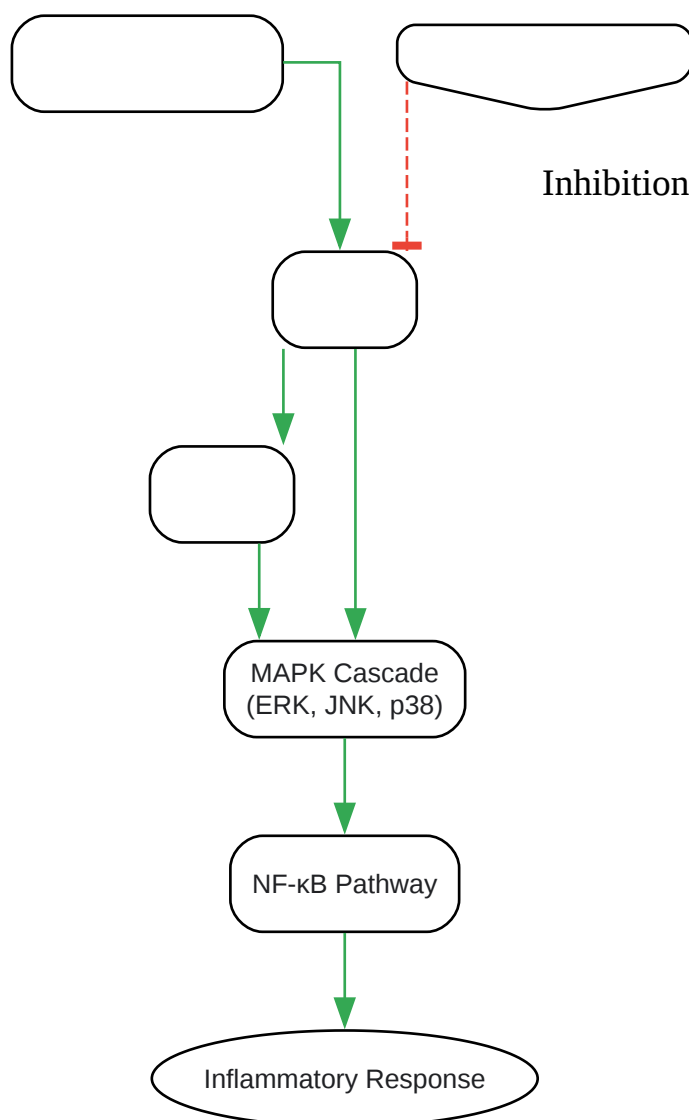 Inhibition
MAPK Cascade
(ERK, JNK, p38)
NF-κB Pathway
Inflammatory Response